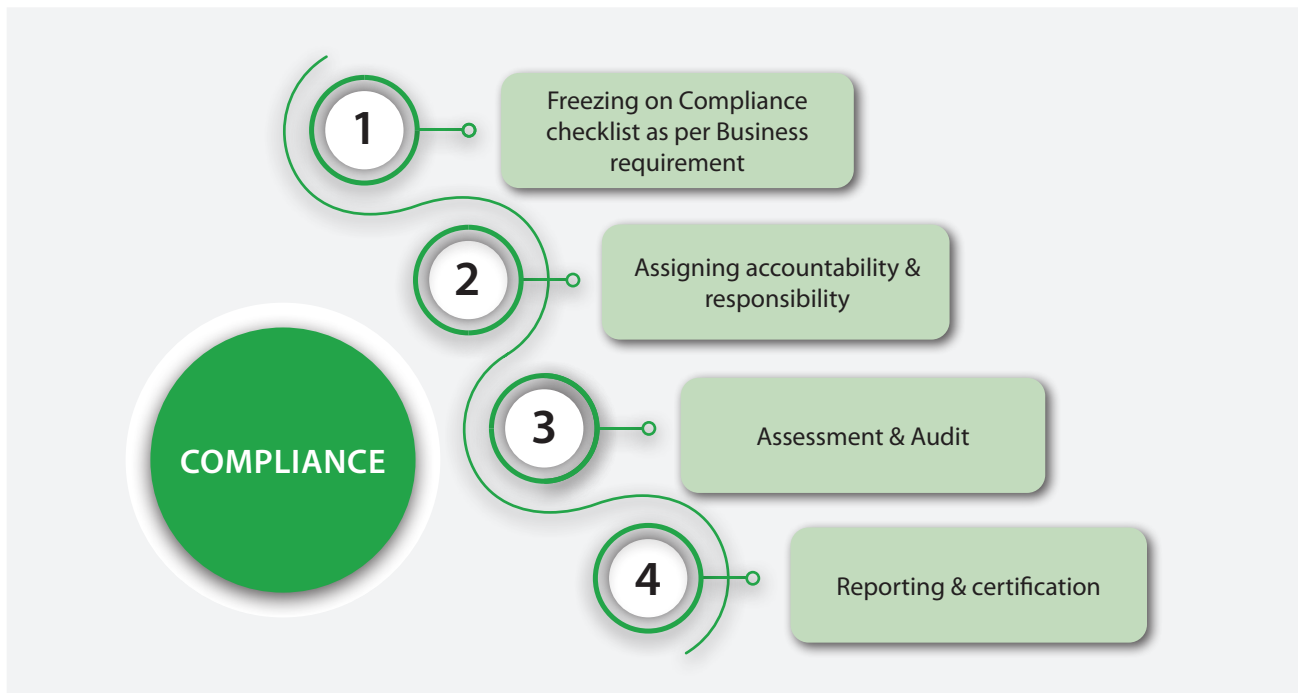 1
Freezing on Compliance
checklist as per Business
requirement
2
Assigning accountability &
responsibility
COMPLIANCE
3
Assessment & Audit
4
Reporting & certification